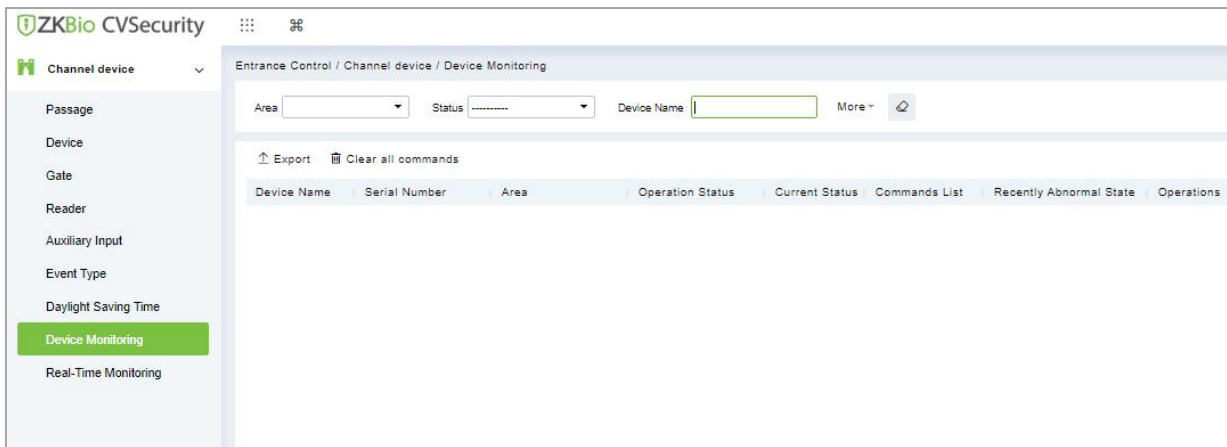 ZKBio CVSecurity
Channel device
Entrance Control / Channel device / Device Monitoring
Passage
Device
Gate
Reader
Auxiliary Input
Event Type
Daylight Saving Time
Device Monitoring
Real-Time Monitoring
Area Status ---------- Device Name More
Export Clear all commands
Device Name Serial Number Area Operation Status Current Status Commands List Recently Abnormal State Operations